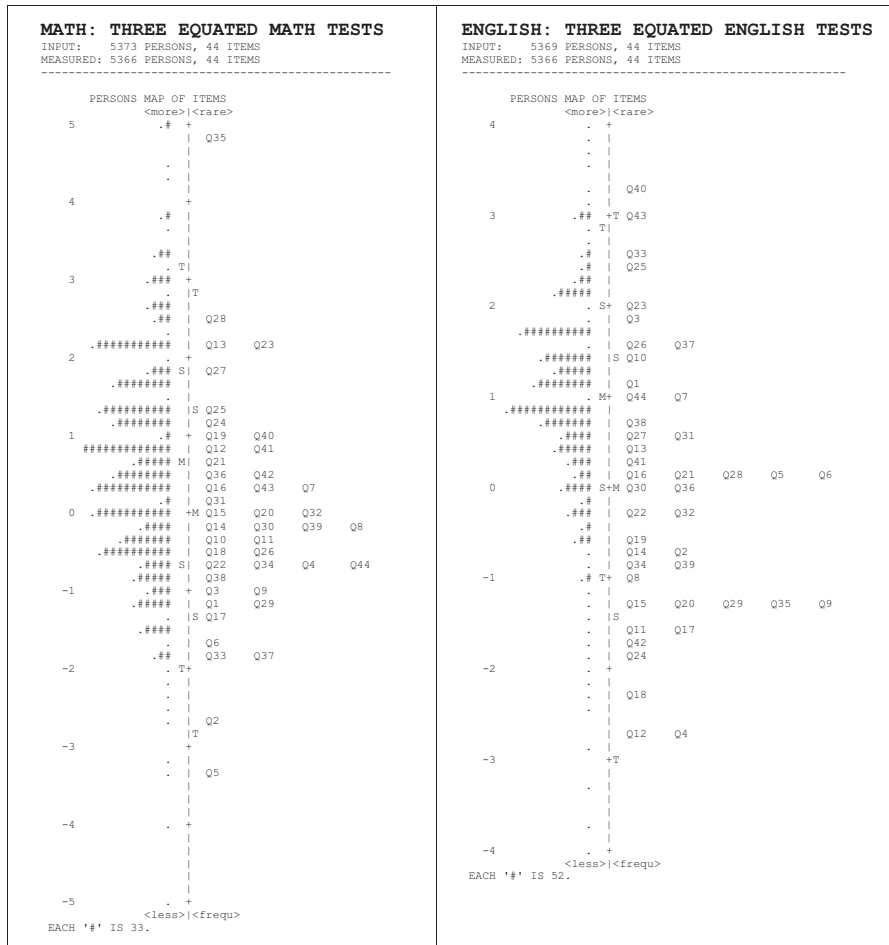 MATH: THREE EQUATED MATH TESTS
INPUT: 5373 PERSONS, 44 ITEMS
MEASURED: 5366 PERSONS, 44 ITEMS
---------------------------------------------------
PERSONS MAP OF ITEMS
<more>|<rare>
5 .# +
| Q35
|
. |
. |
|
4 +
.# |
. |
|
.## |
. T|
3 .### +
. |T
.### |
.## | Q28
. |
.########### | Q13 Q23
2 . +
.### S| Q27
.######## |
. |
.########## |S Q25
.######## | Q24
1 .# + Q19 Q40
############# | Q12 Q41
.##### M| Q21
.######## | Q36 Q42
.########### | Q16 Q43 Q7
.# | Q31
0 .########### +M Q15 Q20 Q32
.#### | Q14 Q30 Q39 Q8
.####### | Q10 Q11
.########## | Q18 Q26
.#### S| Q22 Q34 Q4 Q44
.##### | Q38
-1 .### + Q3 Q9
.##### | Q1 Q29
. |S Q17
.#### |
. | Q6
.## | Q33 Q37
-2 . T+
. |
. |
. |
. | Q2
|T
-3 +
. |
. | Q5
|
|
|
-4 . +
|
|
|
|
|
-5 . +
<less>|<frequ>
EACH '#' IS 33.
ENGLISH: THREE EQUATED ENGLISH TESTS
INPUT: 5369 PERSONS, 44 ITEMS
MEASURED: 5366 PERSONS, 44 ITEMS
--------------------------------------------------------
PERSONS MAP OF ITEMS
<more>|<rare>
4 . +
. |
. |
. |
|
. | Q40
. |
3 .## +T Q43
. T|
. |
.# | Q33
.# | Q25
.## |
.##### |
2 . S+ Q23
. | Q3
.########## |
. | Q26 Q37
.####### |S Q10
.##### |
.######## | Q1
1 . M+ Q44 Q7
.############ |
.####### | Q38
.#### | Q27 Q31
.##### | Q13
.### | Q41
.## | Q16 Q21 Q28 Q5 Q6
0 .#### S+M Q30 Q36
. |
.### | Q22 Q32
.# |
.## | Q19
. | Q14 Q2
. | Q34 Q39
-1 .# T+ Q8
. |
|
. | Q15 Q20 Q29 Q35 Q9
. |S
. | Q11 Q17
. | Q42
. | Q24
-2 . +
|
. | Q18
. |
|
| Q12 Q4
. |
-3 +T
|
. |
|
|
. |
|
-4 . +
<less>|<frequ>
EACH '#' IS 52.